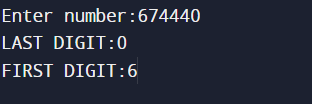 Enter number:674440
LAST DIGIT:0
FIRST DIGIT:6